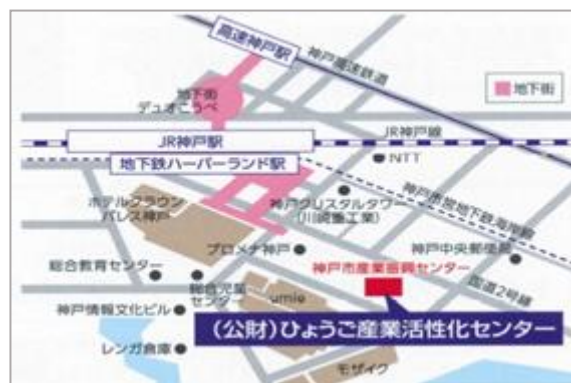 高速神戸駅
神戸高速鉄道
地下街
デュオこうべ
地下街
JR神戸駅
JR神戸線
地下鉄ハーバーランド駅
NTT
ホテルクラウン
パレス神戸
神戸クリスタルタワー
(川崎重工業)
神戸市営地下鉄海岸線
プロメナ神戸
神戸中央郵便局
総合教育センター
神戸市産業振興センター
総合児童
センター
umie
国道2号線
神戸情報文化ビル
(公財)ひょうご産業活性化センター
レンガ倉庫
モザイク